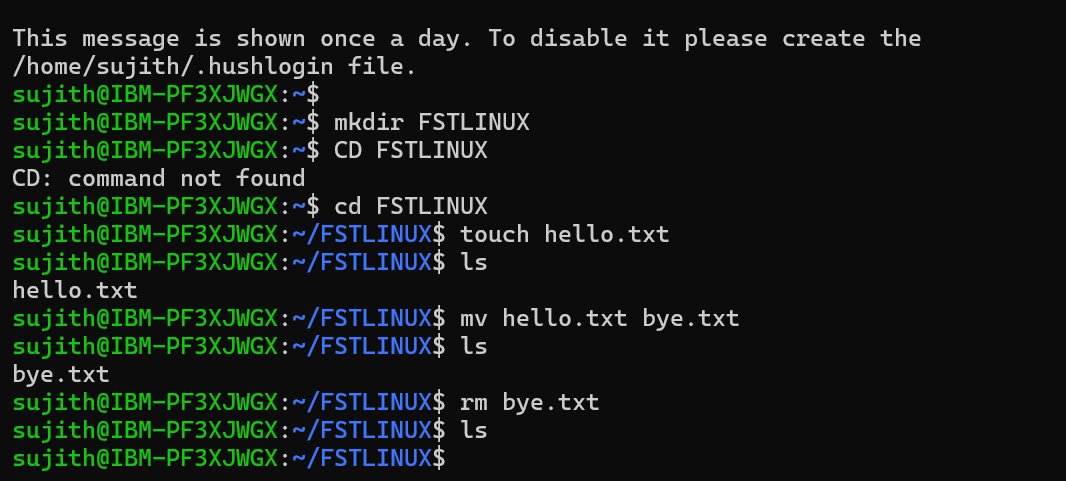 This message is shown once a day. To disable it please create the
/home/sujith/.hushlogin file.
sujith@IBM-PF3XJWGX:~$
sujith@IBM-PF3XJWGX:~$ mkdir FSTLINUX
sujith@IBM-PF3XJWGX:~$ CD FSTLINUX
CD: command not found
sujith@IBM-PF3XJWGX:~$ cd FSTLINUX
sujith@IBM-PF3XJWGX:~/FSTLINUX$ touch hello.txt
sujith@IBM-PF3XJWGX:~/FSTLINUX$ ls
hello.txt
sujith@IBM-PF3XJWGX:~/FSTLINUX$ mv hello.txt bye.txt
sujith@IBM-PF3XJWGX:~/FSTLINUX$ ls
bye.txt
sujith@IBM-PF3XJWGX:~/FSTLINUX$ rm bye.txt
sujith@IBM-PF3XJWGX:~/FSTLINUX$ ls
sujith@IBM-PF3XJWGX:~/FSTLINUX$